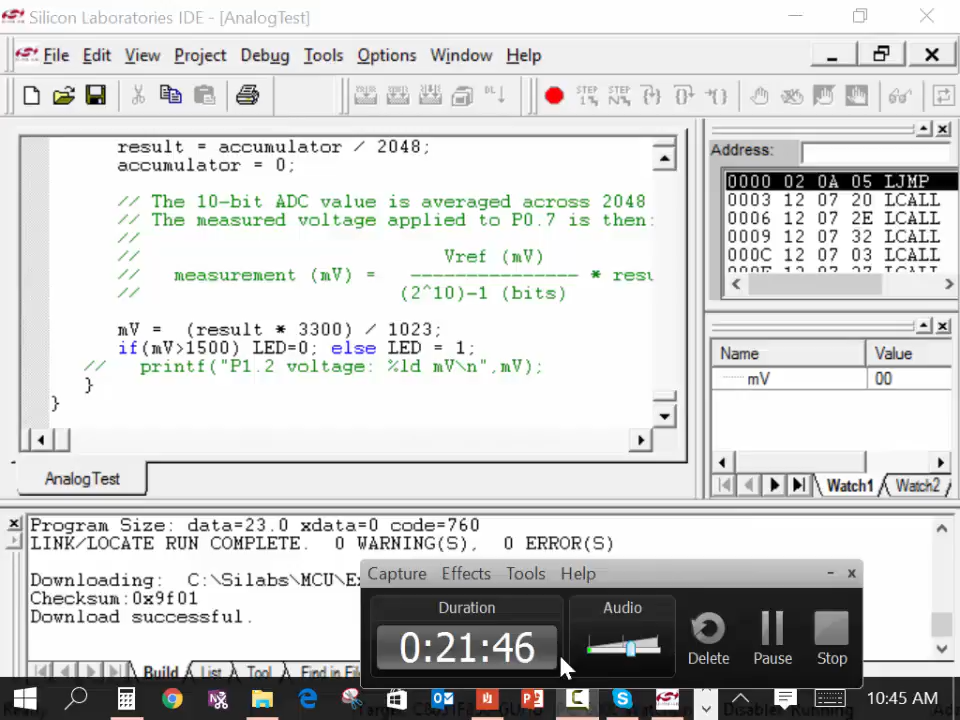 Silicon Laboratories IDE - [AnalogTest]
File Edit View Project Debug Tools Options Window Help
result = accumulator / 2048;
accumulator = 0;
// The 10-bit ADC value is averaged across 2048
// The measured voltage applied to P0.7 is then:
//
// Vref (mV)
// measurement (mV) = --------------- * resu
// (2^10)-1 (bits)
mV = (result * 3300) / 1023;
if(mV>1500) LED=0; else LED = 1;
// printf("P1.2 voltage: %ld mV\n",mV);
}
}
AnalogTest
Address:
0000 02 0A 05 LJMP
0003 12 07 20 LCALL
0006 12 07 2E LCALL
0009 12 07 32 LCALL
000C 12 07 03 LCALL
Name Value
mV 00
Watch1 Watch2
Program Size: data=23.0 xdata=0 code=760
LINK/LOCATE RUN COMPLETE. 0 WARNING(S), 0 ERROR(S)
Downloading: C:\Silabs\MCU\Ex
Checksum:0x9f01
Download successful.
Build List Tool Find in Fil
Capture Effects Tools Help
Duration
0:21:46
Audio
Delete Pause Stop
10:45 AM